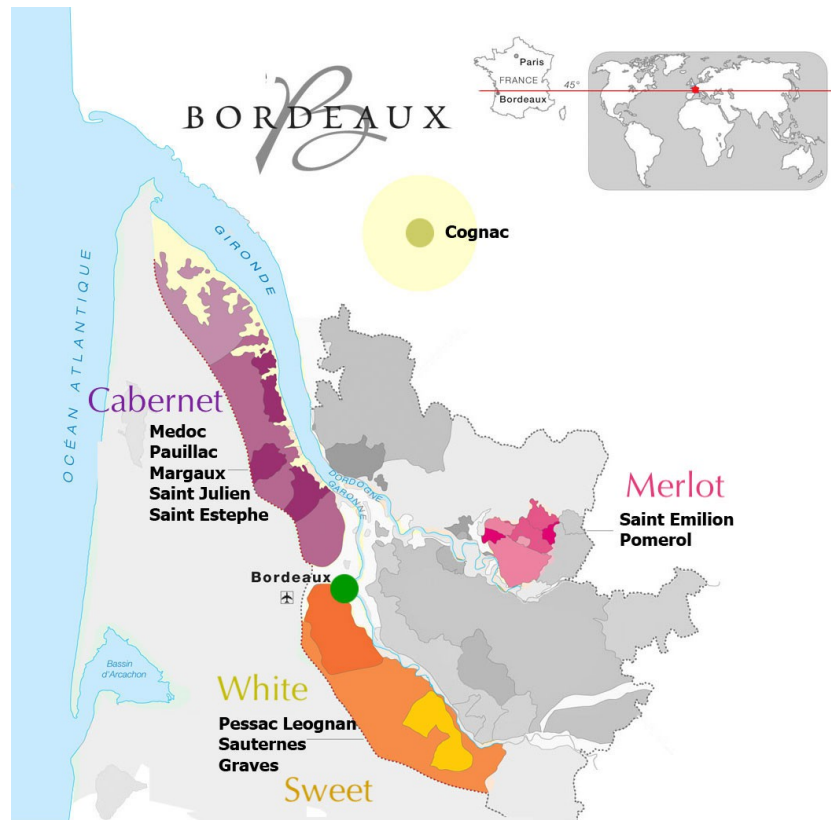 BORDEAUX
Paris
FRANCE
45°
Bordeaux
Cognac
GIRONDE
OCÉAN ATLANTIQUE
Cabernet
Medoc
Pauillac
Margaux
Saint Julien
Saint Estephe
DORDOGNE
GARONNE
Merlot
Saint Emilion
Pomerol
Bordeaux
Bassin
d'Arcachon
White
Pessac Leognan
Sauternes
Graves
Sweet